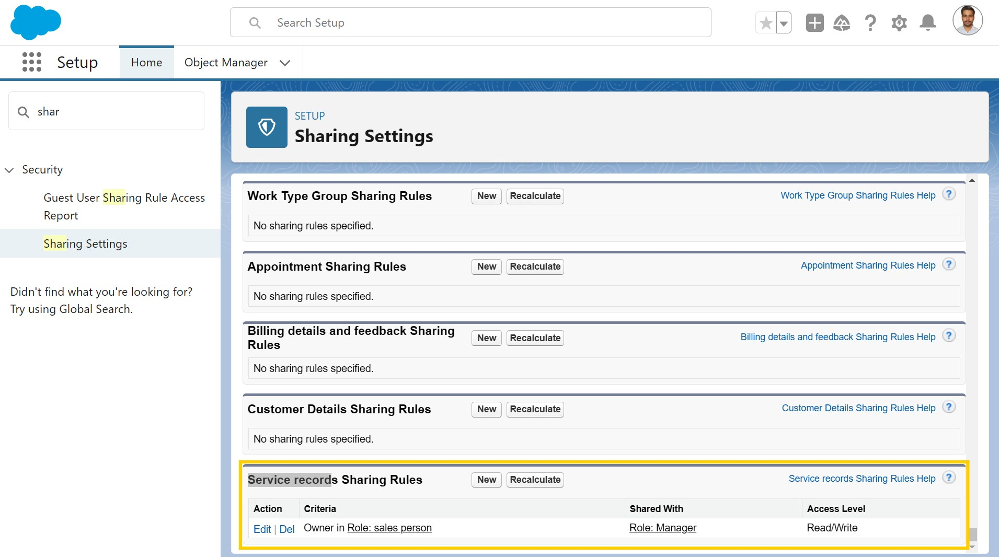 Search Setup
Setup
Home
Object Manager
shar
Security
Guest User Sharing Rule Access
Report
Sharing Settings
Didn't find what you're looking for?
Try using Global Search.
SETUP
Sharing Settings
Work Type Group Sharing Rules
New
Recalculate
Work Type Group Sharing Rules Help ?
No sharing rules specified.
Appointment Sharing Rules
New
Recalculate
Appointment Sharing Rules Help ?
No sharing rules specified.
Billing details and feedback Sharing
Rules
New
Recalculate
Billing details and feedback Sharing Rules Help ?
No sharing rules specified.
Customer Details Sharing Rules
New
Recalculate
Customer Details Sharing Rules Help ?
No sharing rules specified.
Service records Sharing Rules
New
Recalculate
Service records Sharing Rules Help ?
Action Criteria Shared With Access Level
Edit | Del Owner in Role: sales person Role: Manager Read/Write